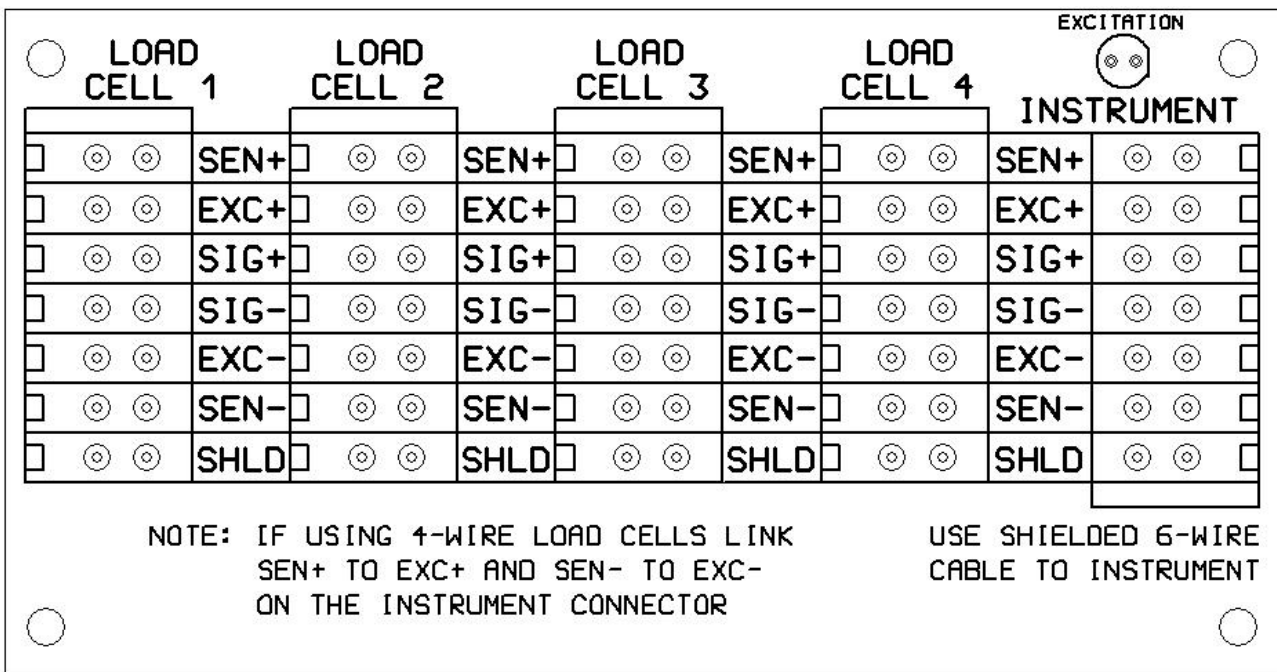 EXCITATION
LOAD
CELL 1
LOAD
CELL 2
LOAD
CELL 3
LOAD
CELL 4
INSTRUMENT
SEN+ SEN+ SEN+ SEN+
EXC+ EXC+ EXC+ EXC+
SIG+ SIG+ SIG+ SIG+
SIG- SIG- SIG- SIG-
EXC- EXC- EXC- EXC-
SEN- SEN- SEN- SEN-
SHLD SHLD SHLD SHLD
NOTE: IF USING 4-WIRE LOAD CELLS LINK
SEN+ TO EXC+ AND SEN- TO EXC-
ON THE INSTRUMENT CONNECTOR
USE SHIELDED 6-WIRE
CABLE TO INSTRUMENT